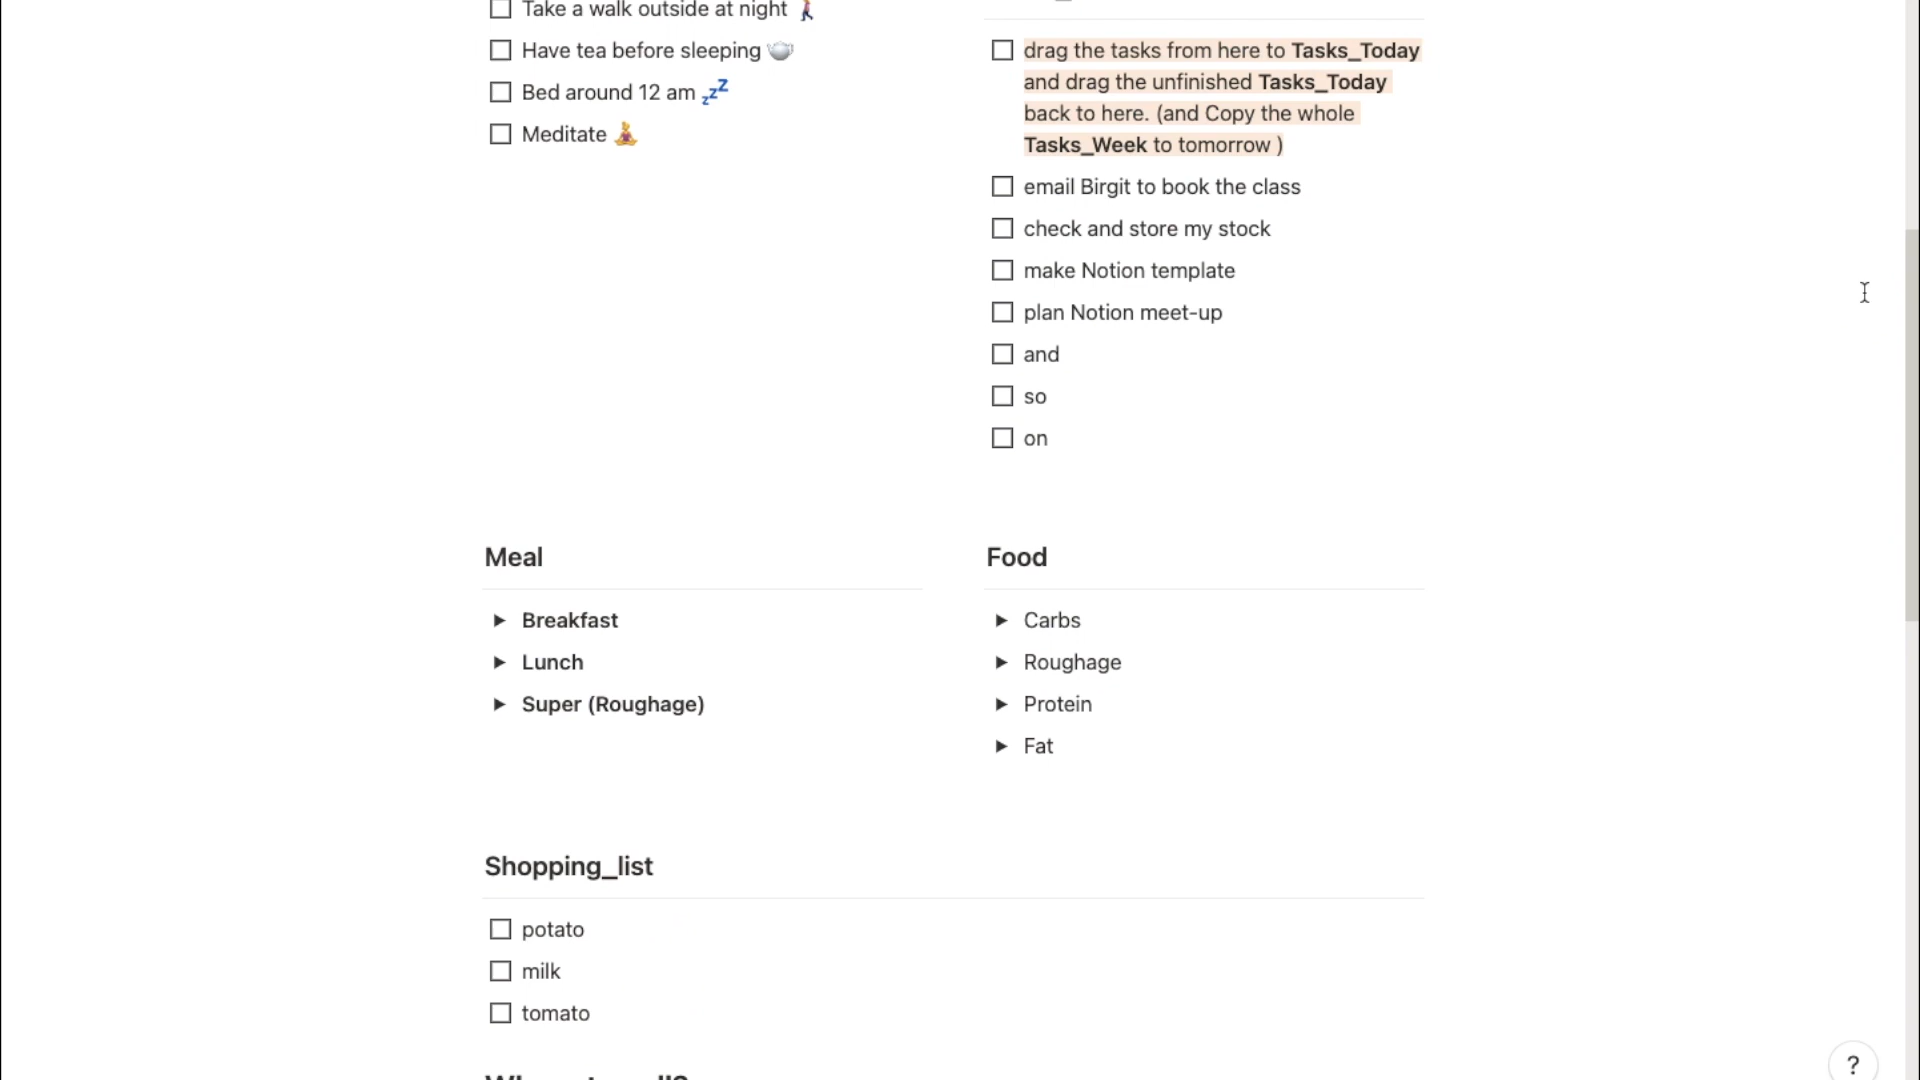 Take a walk outside at night
Have tea before sleeping
Bed around 12 am
Meditate
drag the tasks from here to Tasks_Today
and drag the unfinished Tasks_Today
back to here. (and Copy the whole
Tasks_Week to tomorrow )
email Birgit to book the class
check and store my stock
make Notion template
plan Notion meet-up
and
so
on
Meal
Breakfast
Lunch
Super (Roughage)
Food
Carbs
Roughage
Protein
Fat
Shopping_list
potato
milk
tomato
?